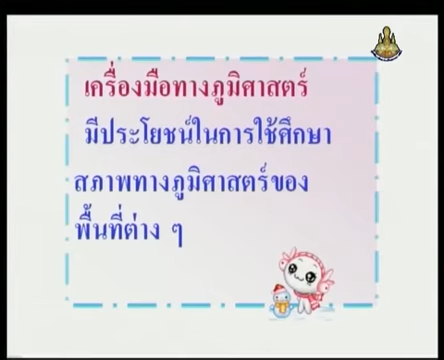 เครื่องมือทางภูมิศาสตร์
มีประโยชน์ในการใช้ศึกษา
สภาพทางภูมิศาสตร์ของ
พื้นที่ต่าง ๆ